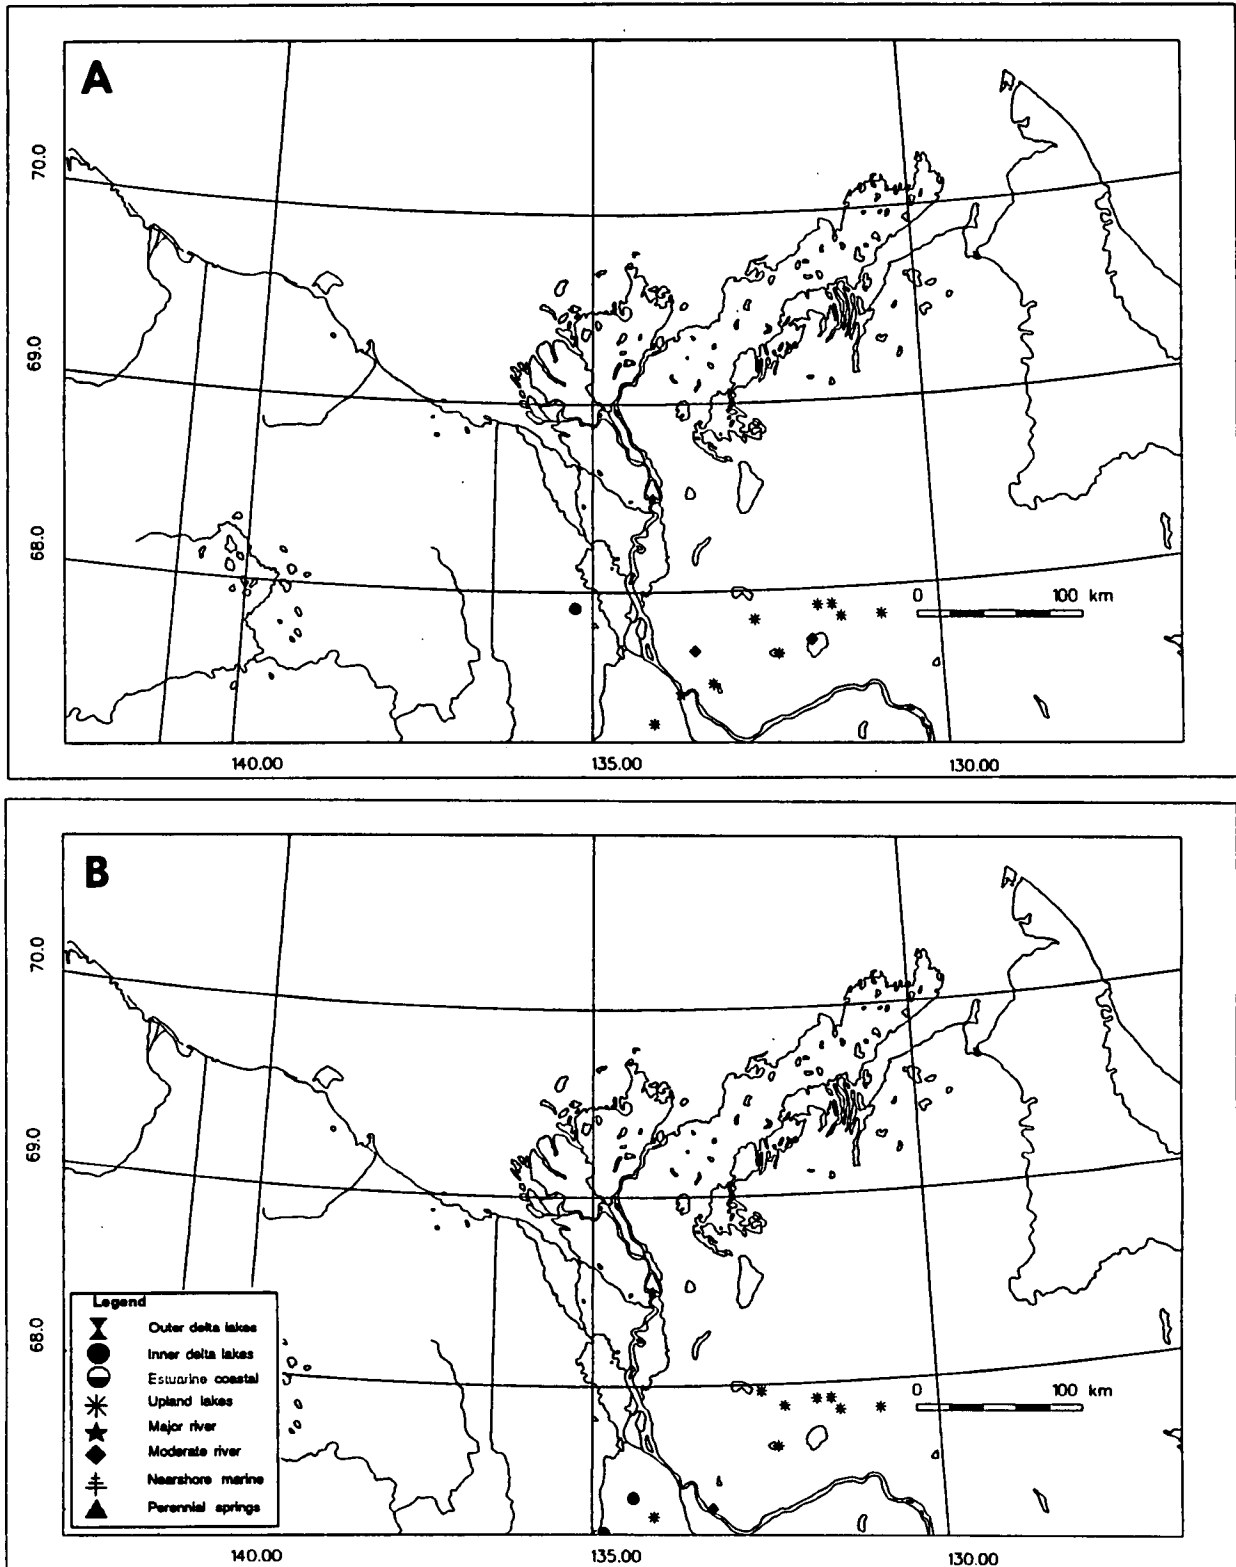 A
70.0
69.0
68.0
0 100 km
140.00 135.00 130.00
B
70.0
69.0
68.0
Legend
Outer delta lakes
Inner delta lakes
Estuarine coastal
Upland lakes
Major river
Moderate river
Nearshore marine
Perennial springs
0 100 km
140.00 135.00 130.00